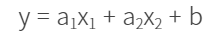 y = a₁x₁ + a₂x₂ + b